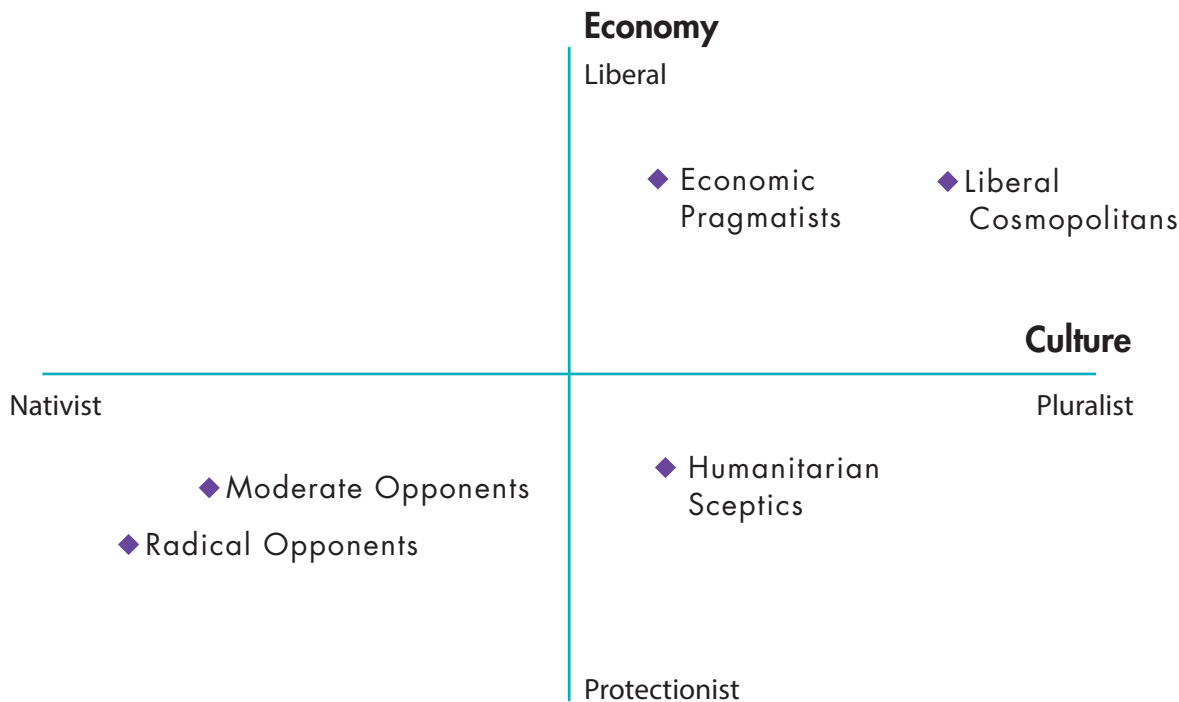 Economy
Liberal
Economic
Pragmatists
Liberal
Cosmopolitans
Culture
Nativist
Pluralist
Humanitarian
Sceptics
Moderate Opponents
Radical Opponents
Protectionist